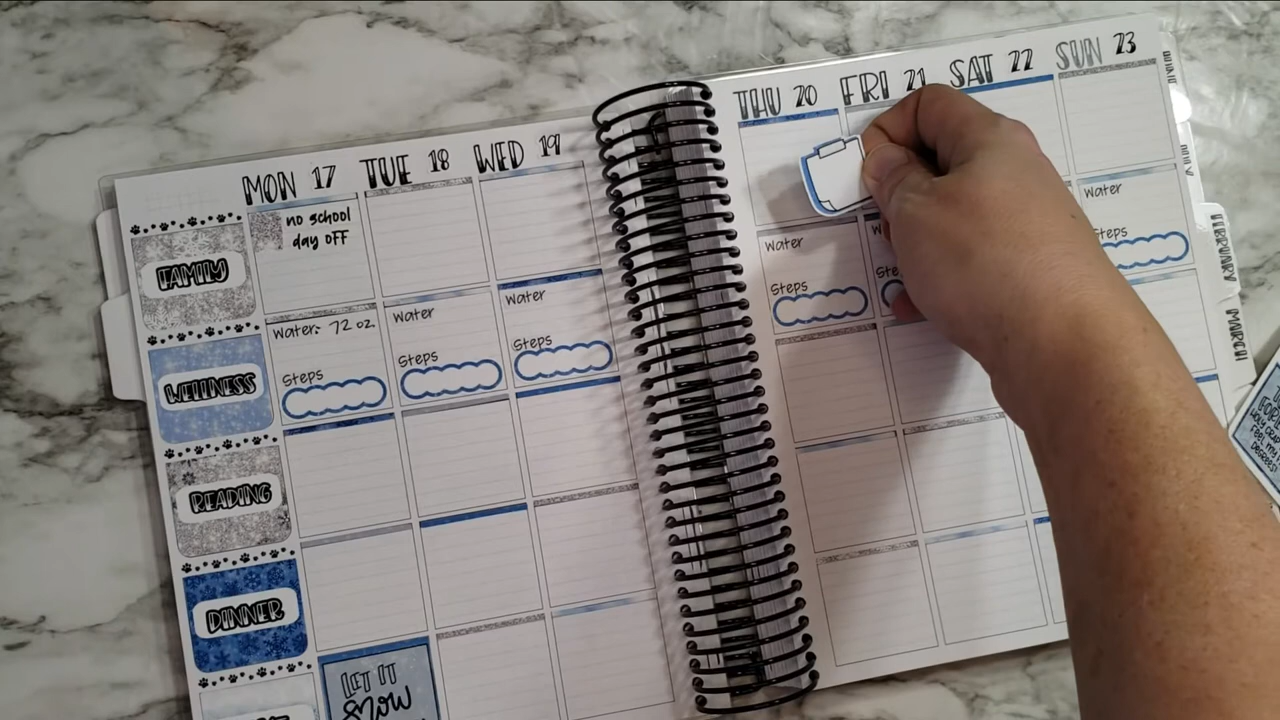 MON 17 TUE 18 WED 19
THU 20 FRI 21 SAT 22 SUN 23
FAMILY
no school
day off
WELLNESS
Water: 72 oz.
Steps
Water
Steps
Water
Steps
Water
Steps
Water
Steps
READING
DINNER
LET IT
Snow
FEBRUARY
MARCH